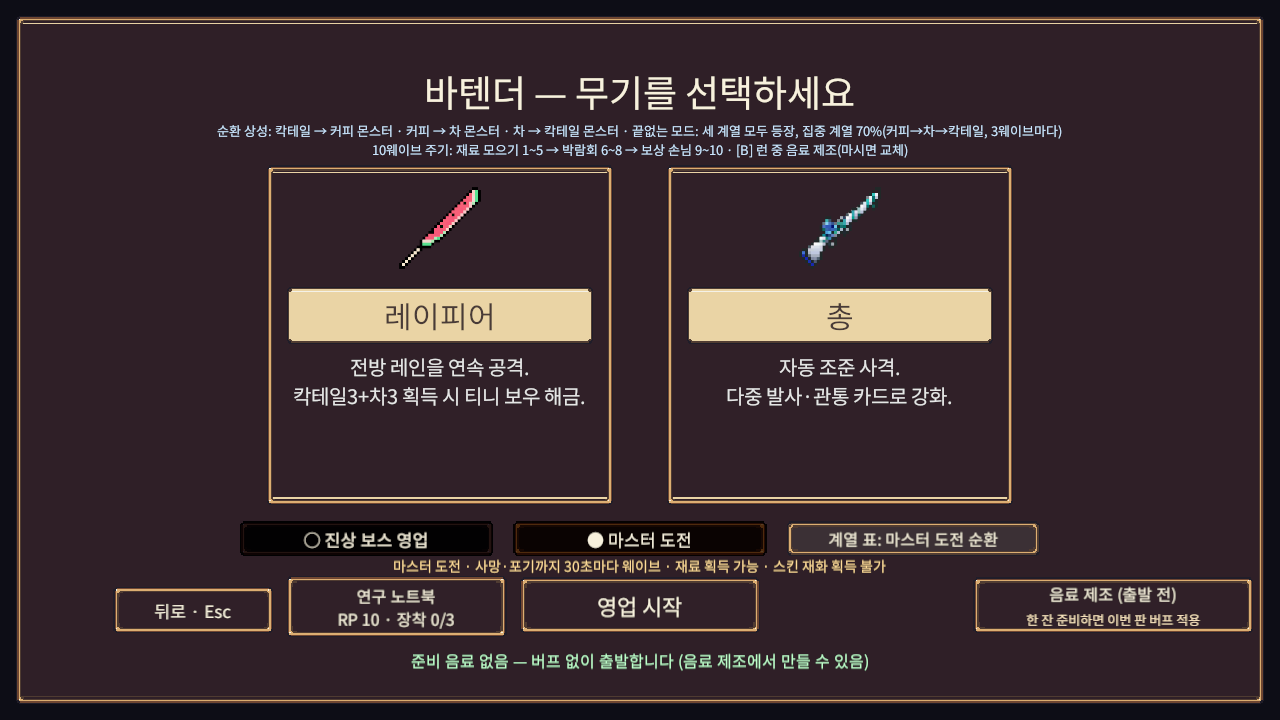 바텐더 — 무기를 선택하세요
순환 상성: 칵테일 → 커피 몬스터 · 커피 → 차 몬스터 · 차 → 칵테일 몬스터 · 끝없는 모드: 세 계열 모두 등장, 집중 계열 70%(커피→차→칵테일, 3웨이브마다)
10웨이브 주기: 재료 모으기 1~5 → 박람회 6~8 → 보상 손님 9~10 · [B] 런 중 음료 제조(마시면 교체)
레이피어
전방 레인을 연속 공격.
칵테일3+차3 획득 시 티니 보우 해금.
총
자동 조준 사격.
다중 발사·관통 카드로 강화.
○ 진상 보스 영업
● 마스터 도전
계열 표: 마스터 도전 순환
마스터 도전 · 사망·포기까지 30초마다 웨이브 · 재료 획득 가능 · 스킨 재화 획득 불가
뒤로 · Esc
연구 노트북
RP 10 · 장착 0/3
영업 시작
음료 제조 (출발 전)
한 잔 준비하면 이번 판 버프 적용
준비 음료 없음 — 버프 없이 출발합니다 (음료 제조에서 만들 수 있음)